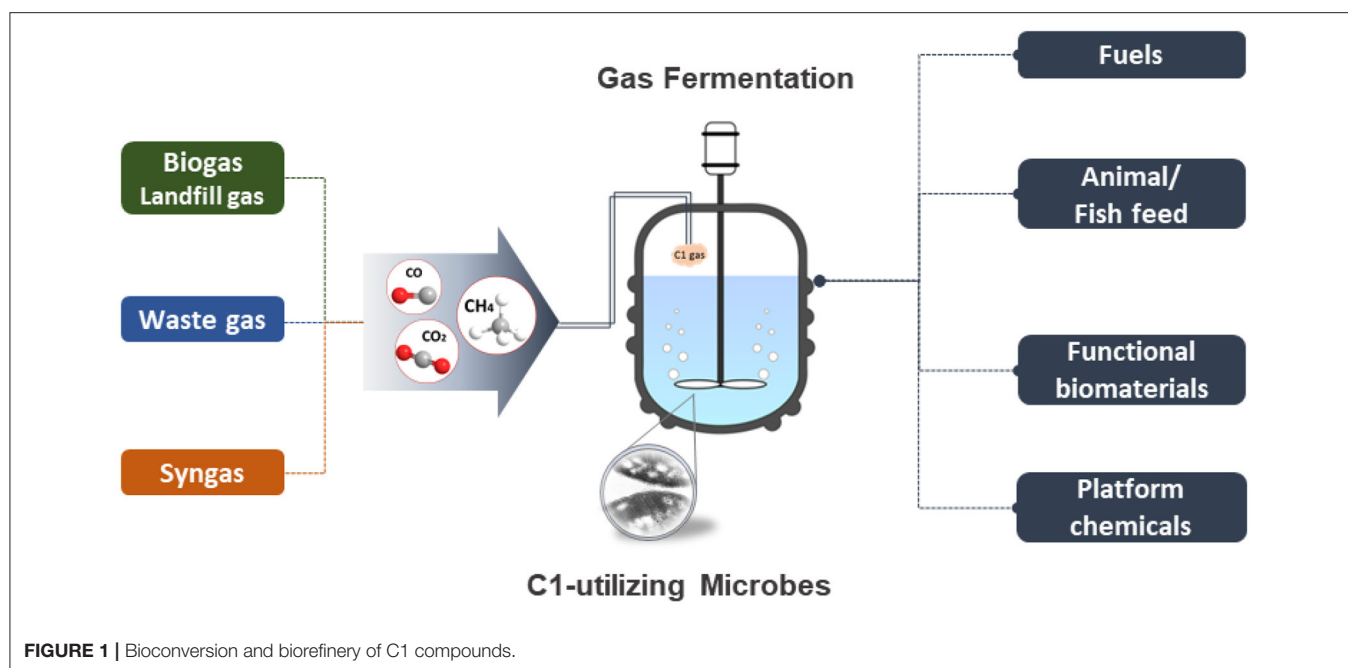 Gas Fermentation
Biogas
Landfill gas
Waste gas
Syngas
CO
CH₄
CO₂
C1 gas
C1-utilizing Microbes
Fuels
Animal/
Fish feed
Functional
biomaterials
Platform
chemicals
FIGURE 1 | Bioconversion and biorefinery of C1 compounds.